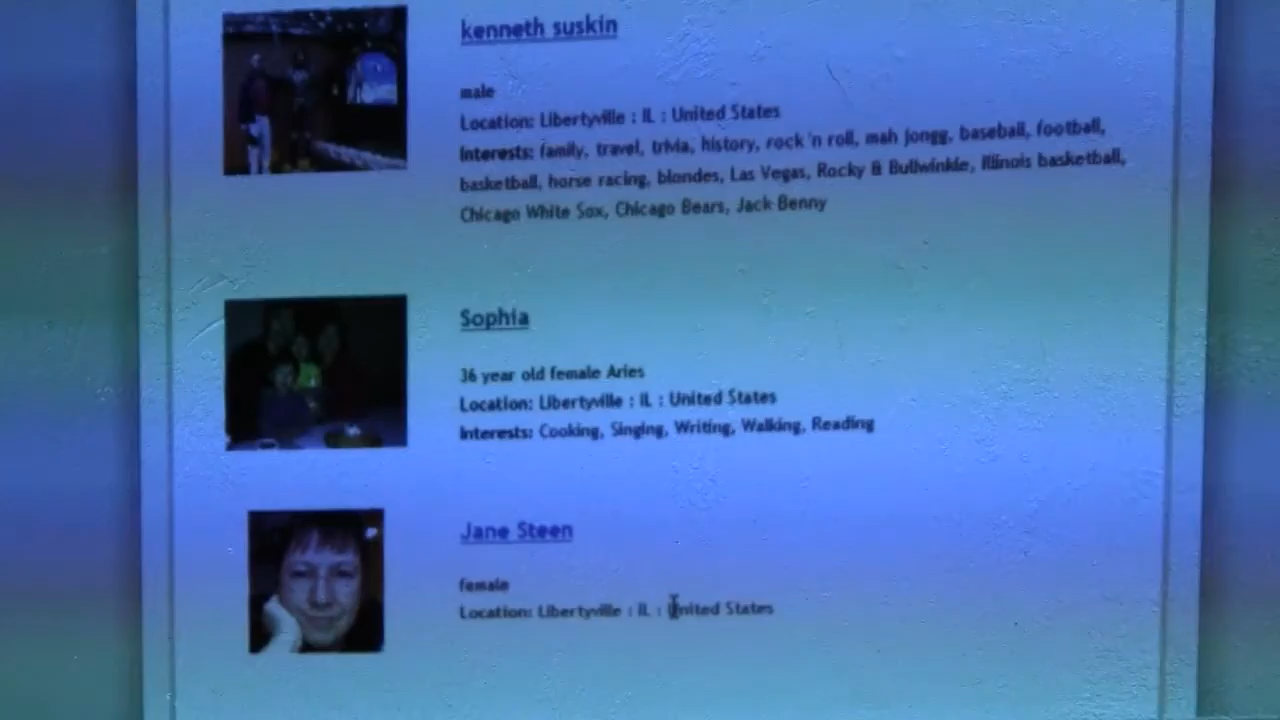 kenneth suskin
male
Location: Libertyville : IL : United States
Interests: family, travel, trivia, history, rock 'n roll, mah jongg, baseball, football,
basketball, horse racing, blondes, Las Vegas, Rocky & Bullwinkle, Illinois basketball,
Chicago White Sox, Chicago Bears, Jack Benny
Sophia
36 year old female Aries
Location: Libertyville : IL : United States
Interests: Cooking, Singing, Writing, Walking, Reading
Jane Steen
female
Location: Libertyville : IL : United States